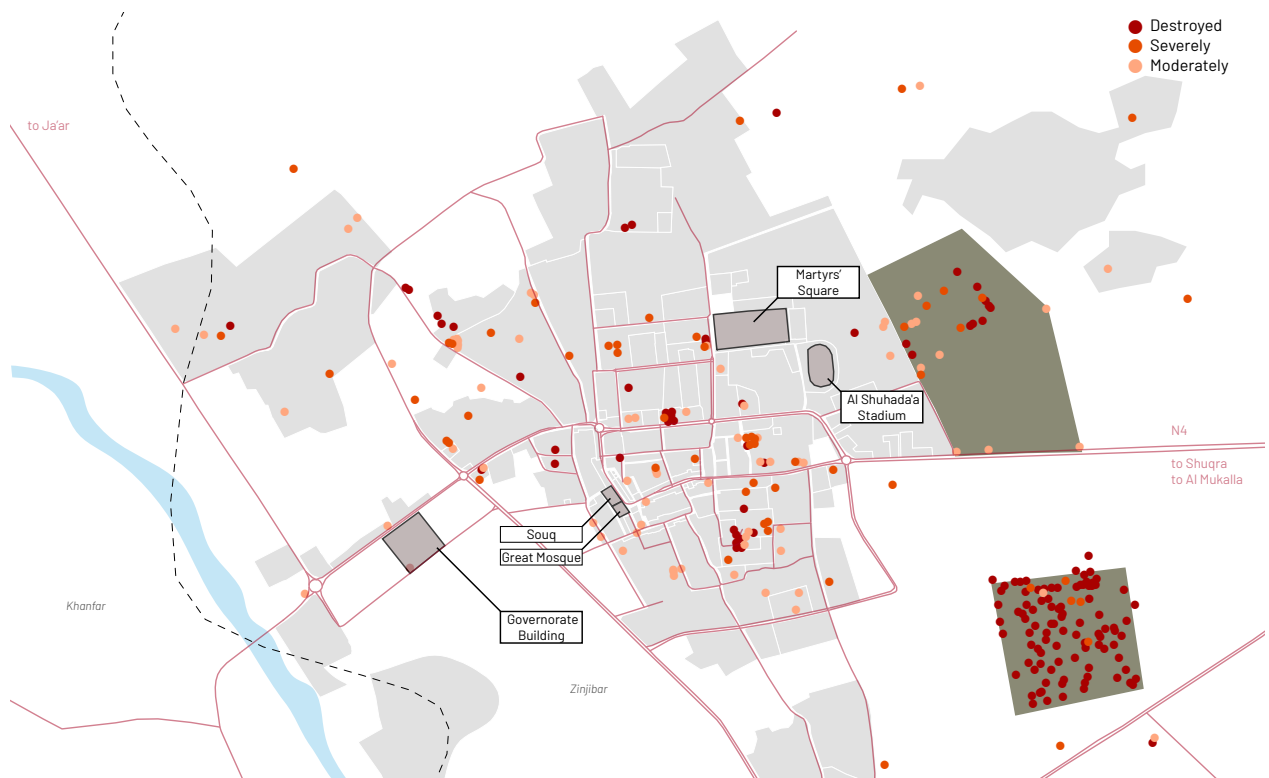 Destroyed
Severely
Moderately
to Ja'ar
Martyrs'
Square
Al Shuhada'a
Stadium
N4
to Shuqra
to Al Mukalla
Souq
Great Mosque
Khanfar
Governorate
Building
Zinjibar